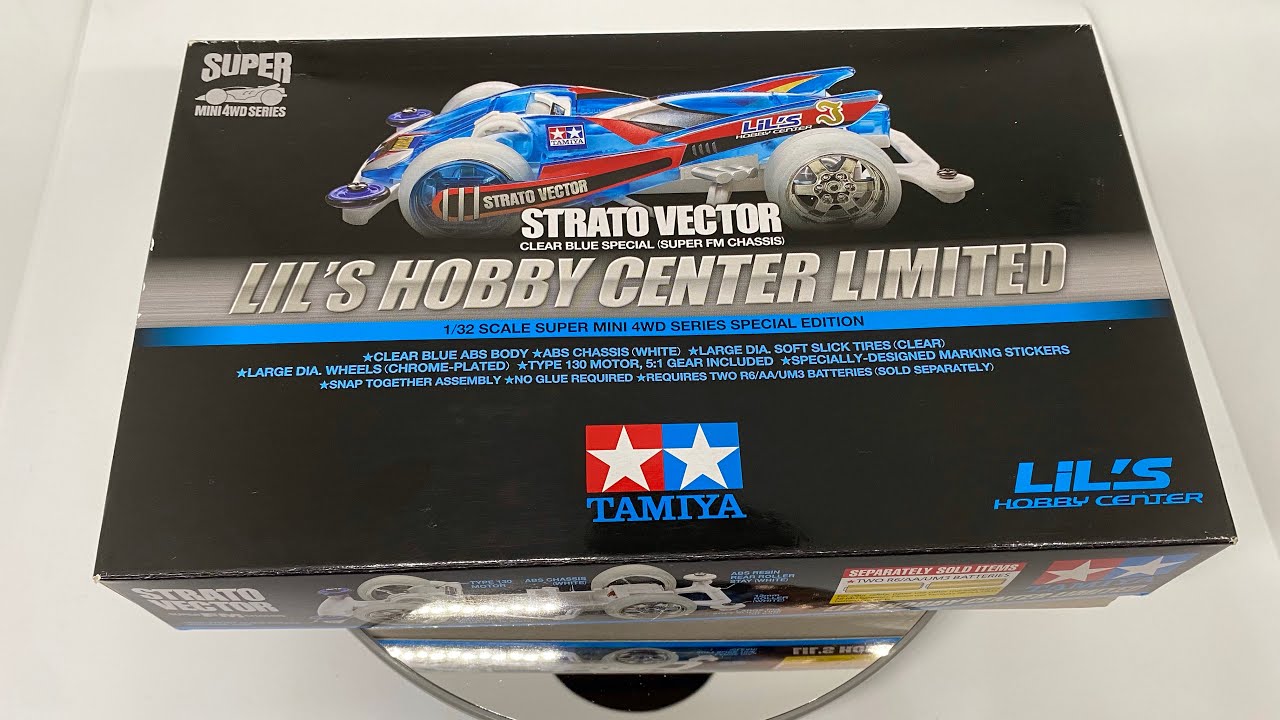 SUPER
MINI 4WD SERIES
TAMIYA
LiL'S
HOBBY CENTER
J
STRATO VECTOR
STRATO VECTOR
CLEAR BLUE SPECIAL (SUPER FM CHASSIS)
LIL'S HOBBY CENTER LIMITED
1/32 SCALE SUPER MINI 4WD SERIES SPECIAL EDITION
★CLEAR BLUE ABS BODY ★ABS CHASSIS (WHITE) ★LARGE DIA. SOFT SLICK TIRES (CLEAR)
★LARGE DIA. WHEELS (CHROME-PLATED) ★TYPE 130 MOTOR, 5:1 GEAR INCLUDED ★SPECIALLY-DESIGNED MARKING STICKERS
★SNAP TOGETHER ASSEMBLY ★NO GLUE REQUIRED ★REQUIRES TWO R6/AA/UM3 BATTERIES (SOLD SEPARATELY)
TAMIYA
LiL'S
HOBBY CENTER
STRATO
VECTOR
TYPE 130
MOTOR
ABS CHASSIS
(WHITE)
ABS RESIN
REAR ROLLER
STAY (WHITE)
ROLLER
(WHITE)
SEPARATELY SOLD ITEMS
★TWO R6/AA/UM3 BATTERIES